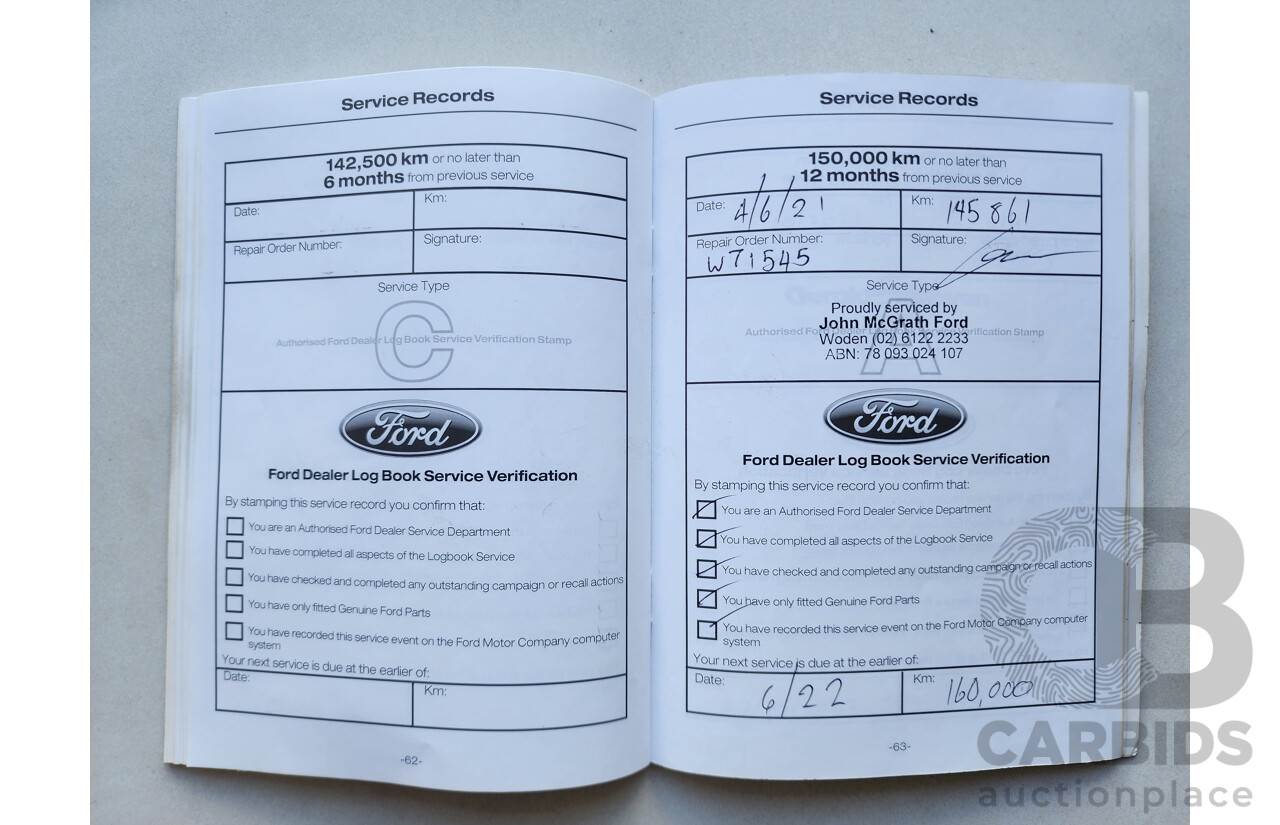 Service Records
142,500 km or no later than
6 months from previous service
Date:
Km:
Repair Order Number:
Signature:
Service Type
C
Authorised Ford Dealer Log Book Service Verification Stamp
Ford
Ford Dealer Log Book Service Verification
By stamping this service record you confirm that:
You are an Authorised Ford Dealer Service Department
You have completed all aspects of the Logbook Service
You have checked and completed any outstanding campaign or recall actions
You have only fitted Genuine Ford Parts
You have recorded this service event on the Ford Motor Company computer
system
Your next service is due at the earlier of:
Date:
Km:
-62-
Service Records
150,000 km or no later than
12 months from previous service
Date: 4/6/21
Km: 145861
Repair Order Number:
W71545
Signature:
Service Type
A
Proudly serviced by
John McGrath Ford
Authorised Ford Dealer Log Book Service Verification Stamp
Woden (02) 6122 2233
ABN: 78 093 024 107
Ford
Ford Dealer Log Book Service Verification
By stamping this service record you confirm that:
You are an Authorised Ford Dealer Service Department
You have completed all aspects of the Logbook Service
You have checked and completed any outstanding campaign or recall actions
You have only fitted Genuine Ford Parts
You have recorded this service event on the Ford Motor Company computer
system
Your next service is due at the earlier of:
Date: 6/22
Km: 160,000
-63-
CB
CARBIDS
auctionplace